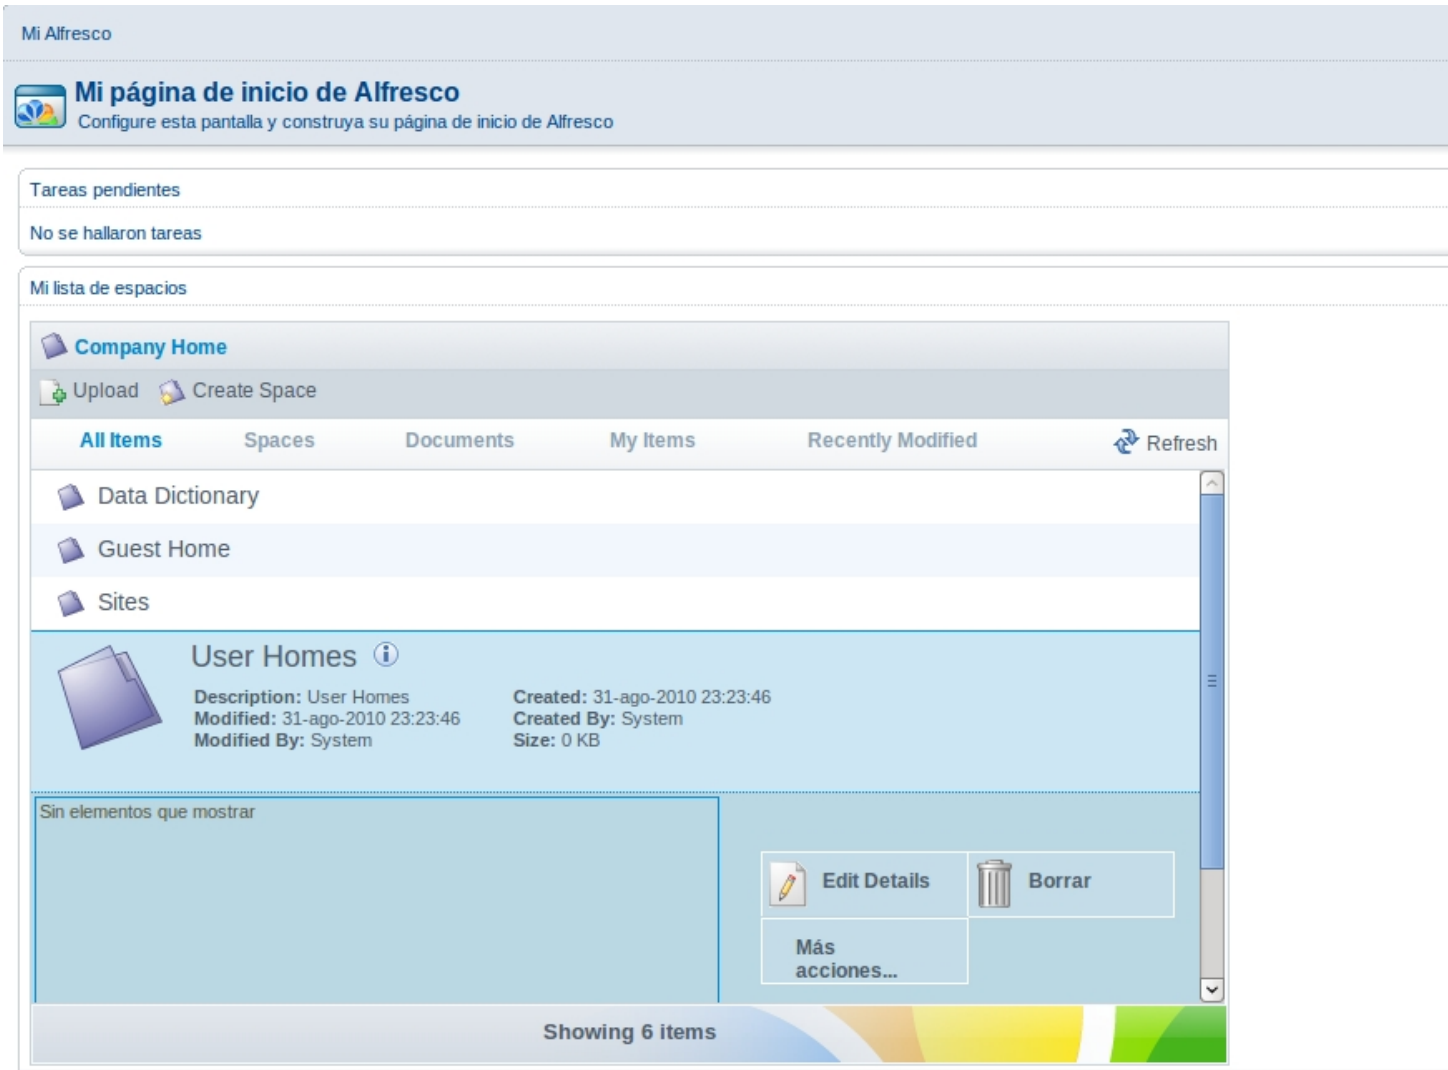 Mi Alfresco
Mi página de inicio de Alfresco
Configure esta pantalla y construya su página de inicio de Alfresco
Tareas pendientes
No se hallaron tareas
Mi lista de espacios
Company Home
Upload Create Space
All Items Spaces Documents My Items Recently Modified Refresh
Data Dictionary
Guest Home
Sites
User Homes
Description: User Homes Created: 31-ago-2010 23:23:46
Modified: 31-ago-2010 23:23:46 Created By: System
Modified By: System Size: 0 KB
Sin elementos que mostrar
Edit Details Borrar
Más
acciones...
Showing 6 items